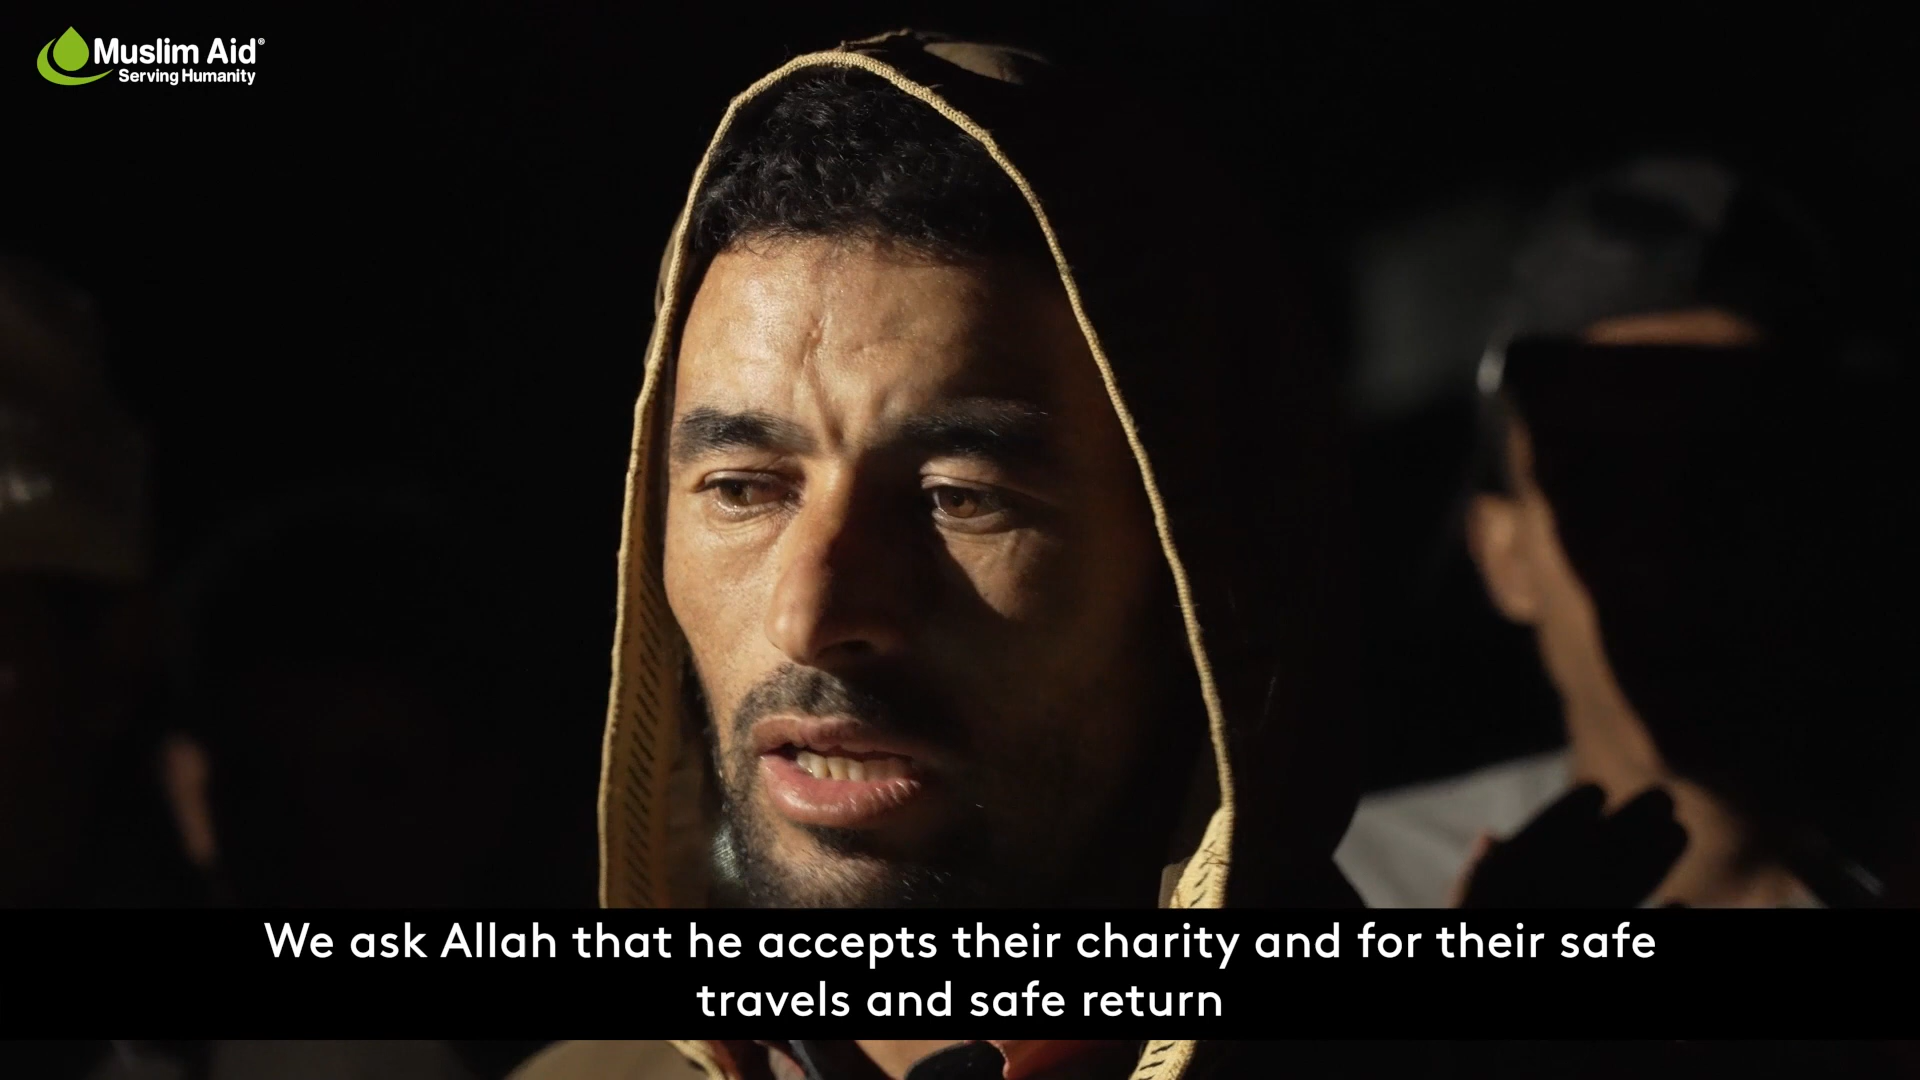 Muslim Aid®
Serving Humanity
We ask Allah that he accepts their charity and for their safe
travels and safe return